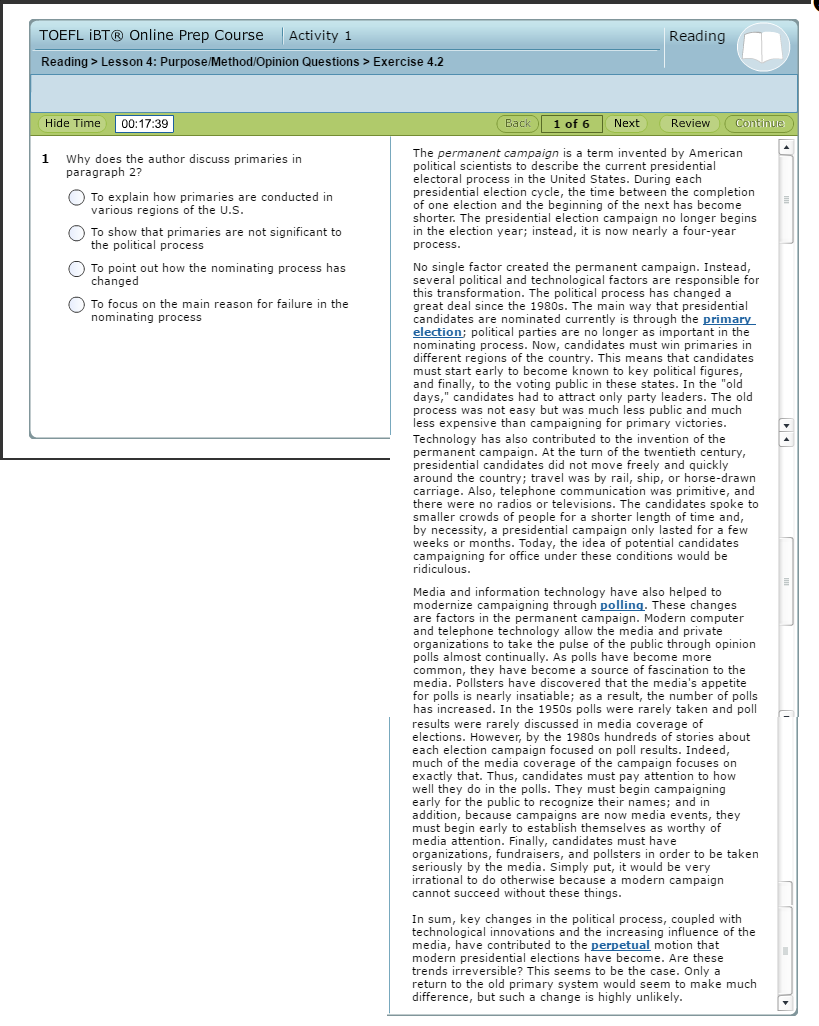 TOEFL iBT® Online Prep Course
Activity 1
Reading
Reading > Lesson 4: Purpose/Method/Opinion Questions > Exercise 4.2
Hide Time
00:17:39
Back
1 of 6
Next
Review
Continue
1 Why does the author discuss primaries in
paragraph 2?
To explain how primaries are conducted in
various regions of the U.S.
To show that primaries are not significant to
the political process
To point out how the nominating process has
changed
To focus on the main reason for failure in the
nominating process
The permanent campaign is a term invented by American
political scientists to describe the current presidential
electoral process in the United States. During each
presidential election cycle, the time between the completion
of one election and the beginning of the next has become
shorter. The presidential election campaign no longer begins
in the election year; instead, it is now nearly a four-year
process.
No single factor created the permanent campaign. Instead,
several political and technological factors are responsible for
this transformation. The political process has changed a
great deal since the 1980s. The main way that presidential
candidates are nominated currently is through the primary
election; political parties are no longer as important in the
nominating process. Now, candidates must win primaries in
different regions of the country. This means that candidates
must start early to become known to key political figures,
and finally, to the voting public in these states. In the "old
days," candidates had to attract only party leaders. The old
process was not easy but was much less public and much
less expensive than campaigning for primary victories.
Technology has also contributed to the invention of the
permanent campaign. At the turn of the twentieth century,
presidential candidates did not move freely and quickly
around the country; travel was by rail, ship, or horse-drawn
carriage. Also, telephone communication was primitive, and
there were no radios or televisions. The candidates spoke to
smaller crowds of people for a shorter length of time and,
by necessity, a presidential campaign only lasted for a few
weeks or months. Today, the idea of potential candidates
campaigning for office under these conditions would be
ridiculous.
Media and information technology have also helped to
modernize campaigning through polling. These changes
are factors in the permanent campaign. Modern computer
and telephone technology allow the media and private
organizations to take the pulse of the public through opinion
polls almost continually. As polls have become more
common, they have become a source of fascination to the
media. Pollsters have discovered that the media's appetite
for polls is nearly insatiable; as a result, the number of polls
has increased. In the 1950s polls were rarely taken and poll
results were rarely discussed in media coverage of
elections. However, by the 1980s hundreds of stories about
each election campaign focused on poll results. Indeed,
much of the media coverage of the campaign focuses on
exactly that. Thus, candidates must pay attention to how
well they do in the polls. They must begin campaigning
early for the public to recognize their names; and in
addition, because campaigns are now media events, they
must begin early to establish themselves as worthy of
media attention. Finally, candidates must have
organizations, fundraisers, and pollsters in order to be taken
seriously by the media. Simply put, it would be very
irrational to do otherwise because a modern campaign
cannot succeed without these things.
In sum, key changes in the political process, coupled with
technological innovations and the increasing influence of the
media, have contributed to the perpetual motion that
modern presidential elections have become. Are these
trends irreversible? This seems to be the case. Only a
return to the old primary system would seem to make much
difference, but such a change is highly unlikely.